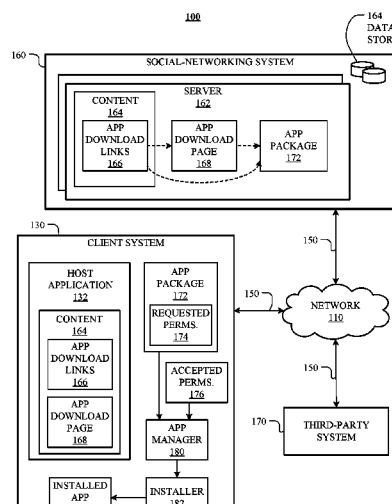 100
164
DATA
STOR
160
SOCIAL-NETWORKING SYSTEM
SERVER
162
CONTENT
164
APP
DOWNLOAD
LINKS
166
APP
DOWNLOAD
PAGE
168
APP
PACKAGE
172
130
150
CLIENT SYSTEM
HOST
APPLICATION
132
CONTENT
164
APP
DOWNLOAD
LINKS
166
APP
DOWNLOAD
PAGE
168
APP
PACKAGE
172
REQUESTED
PERMS.
174
ACCEPTED
PERMS.
176
APP
MANAGER
180
INSTALLED
APP
INSTALLER
182
150
NETWORK
110
150
170
THIRD-PARTY
SYSTEM